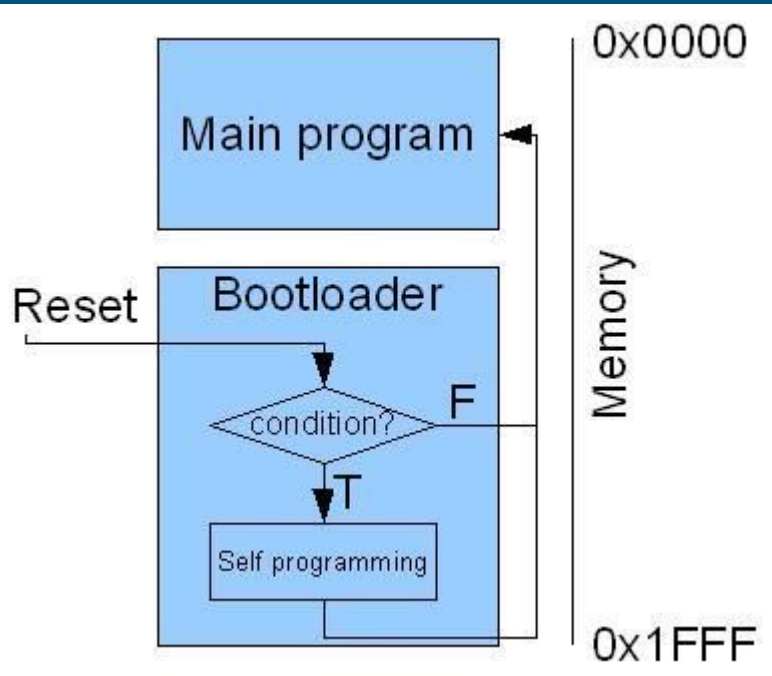 0x0000
Main program
Memory
Reset
Bootloader
condition?
F
T
Self programming
0x1FFF